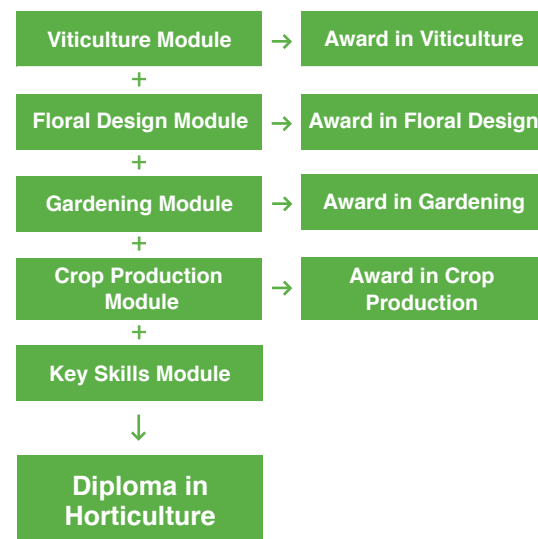 Viticulture Module → Award in Viticulture
+
Floral Design Module → Award in Floral Design
+
Gardening Module → Award in Gardening
+
Crop Production
Module
→
Award in Crop
Production
+
Key Skills Module
↓
Diploma in
Horticulture